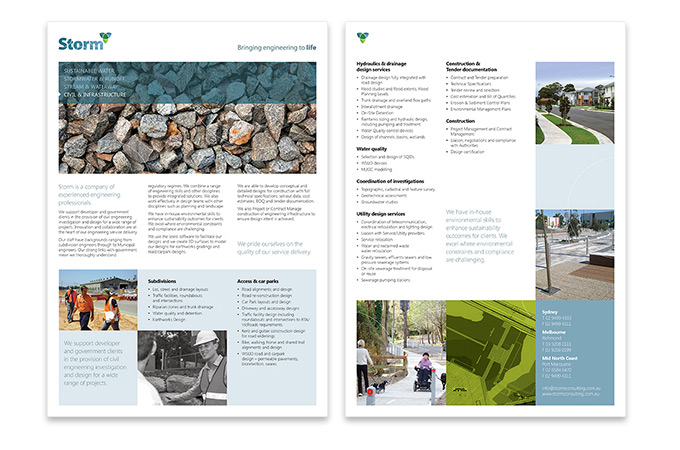 Storm
Bringing engineering to life
SUSTAINABLE WATER
STORMWATER & RUNOFF
STREAM & WATERWAY
CIVIL & INFRASTRUCTURE
Storm is a company of
experienced engineering
professionals
We support developer and government
clients in the provision of our engineering
investigation and design for a wide range of
projects. Innovation and collaboration are at
the heart of our engineering service delivery.
Our staff have backgrounds ranging from
subdivision engineers through to Municipal
engineers. Our strong links with government
mean we thoroughly understand
regulatory regimes. We combine a range
of engineering skills and other disciplines
to provide integrated solutions. We also
work effectively in design teams with other
disciplines such as planning and landscape.
We have in-house environmental skills to
enhance sustainability outcomes for clients.
We excel where environmental constraints
and compliance are challenging.
We use the latest software to facilitate our
designs and we create 3D surfaces to model
our designs for earthworks gradings and
road/carpark designs.
We are able to develop conceptual and
detailed designs for construction with full
technical specifications, set-out data, cost
estimates, BOQ and tender documentation.
We also Project or Contract Manage
construction of engineering infrastructure to
ensure design intent is achieved.
We pride ourselves on the
quality of our service delivery
Subdivisions
• Lot, street and drainage layouts
• Traffic facilities, roundabouts
and intersections
• Riparian zones and trunk drainage
• Water quality and detention
• Earthworks Design
Access & car parks
• Road alignments and design
• Road re-construction design
• Car Park layouts and design
• Driveway and accessway designs
• Traffic facility design including
roundabouts and intersections to RTA/
VicRoads requirements
• Kerb and gutter construction design
for road widenings
• Bike, walking, horse and shared trail
alignments and design
• WSUD road and carpark
design – permeable pavements,
bioretention, swales
We support developer
and government clients
in the provision of civil
engineering investigation
and design for a wide
range of projects.
Hydraulics & drainage
design services
• Drainage design fully integrated with
road design
• Flood studies and flood extents, Flood
Planning Levels
• Trunk drainage and overland flow paths
• Interallotment drainage
• On-Site Detention
• Rainfall sizing and hydraulic design,
including pumping and treatment
• Water Quality control devices
• Design of channels, basins, wetlands
Water quality
• Selection and design of SQIDs
• WSUD devices
• MUSIC modelling
Coordination of investigations
• Topographic, cadastral and feature survey
• Geotechnical assessments
• Groundwater studies
Utility design services
• Co-ordination of telecommunication,
electrical reticulation and lighting design
• Liaison with Service/Utility providers
• Service relocation
• Water and reclaimed water
reticulation
• Gravity sewers, effluent sewers and low
pressure sewerage systems
• On-site sewerage treatment for disposal
or reuse
• Sewerage pumping stations
Construction &
Tender documentation
• Contract and Tender preparation
• Technical Specifications
• Tender review and selection
• Cost estimation and Bill of Quantities
• Erosion & Sediment Control Plans
• Environmental Management Plans
Construction
• Project Management and Contract
Management
• Liaison, negotiations and compliance
with Authorities
• Design certification
We have in-house
environmental skills to
enhance sustainability
outcomes for clients. We
excel where environmental
constraints and compliance
are challenging.
Sydney
Melbourne
Richmond
Mid North Coast
Port Macquarie
info@stormconsulting.com.au
www.stormconsulting.com.au